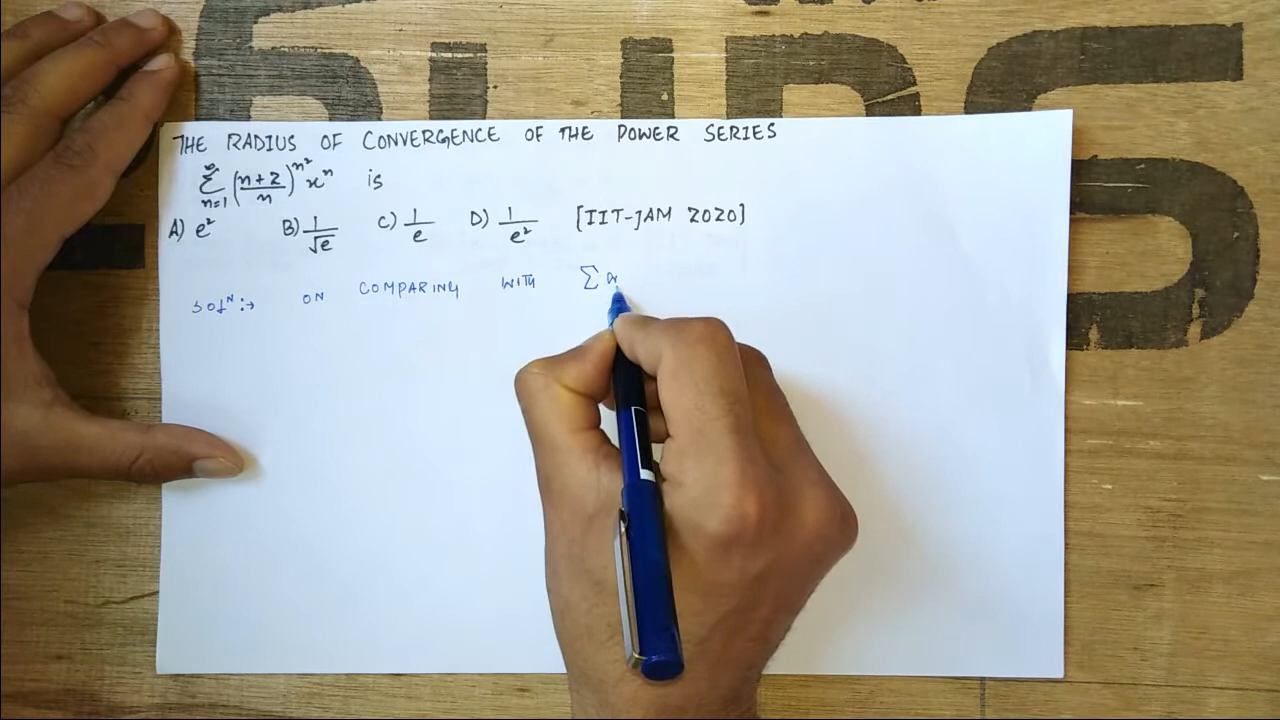 THE RADIUS OF CONVERGENCE OF THE POWER SERIES
∑_{n=1}^{∞} ((n+2)/n)^{n²} xⁿ is
A) e² B) 1/√e C) 1/e D) 1/e² [IIT-JAM 2020]
SOLᴺ :→ ON COMPARING WITH ∑ a